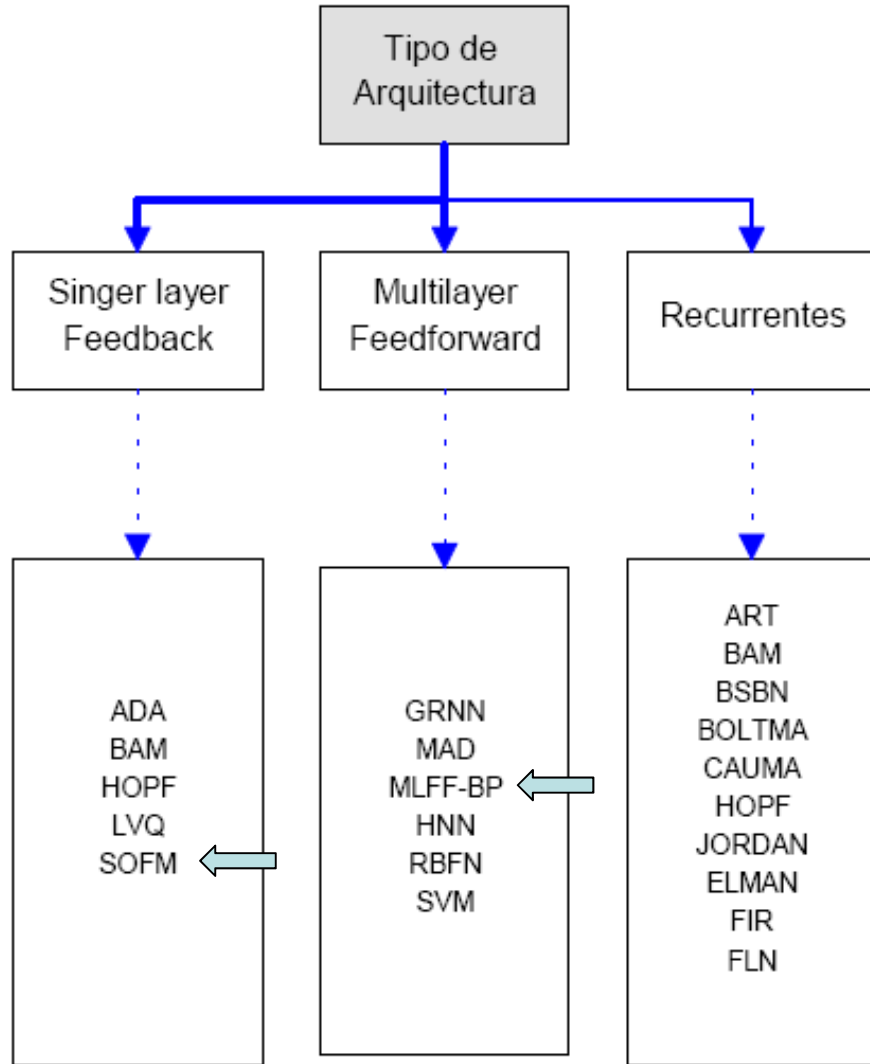 Tipo de
Arquitectura
Singer layer
Feedback
Multilayer
Feedforward
Recurrentes
ADA
BAM
HOPF
LVQ
SOFM
GRNN
MAD
MLFF-BP
HNN
RBFN
SVM
ART
BAM
BSBN
BOLTMA
CAUMA
HOPF
JORDAN
ELMAN
FIR
FLN